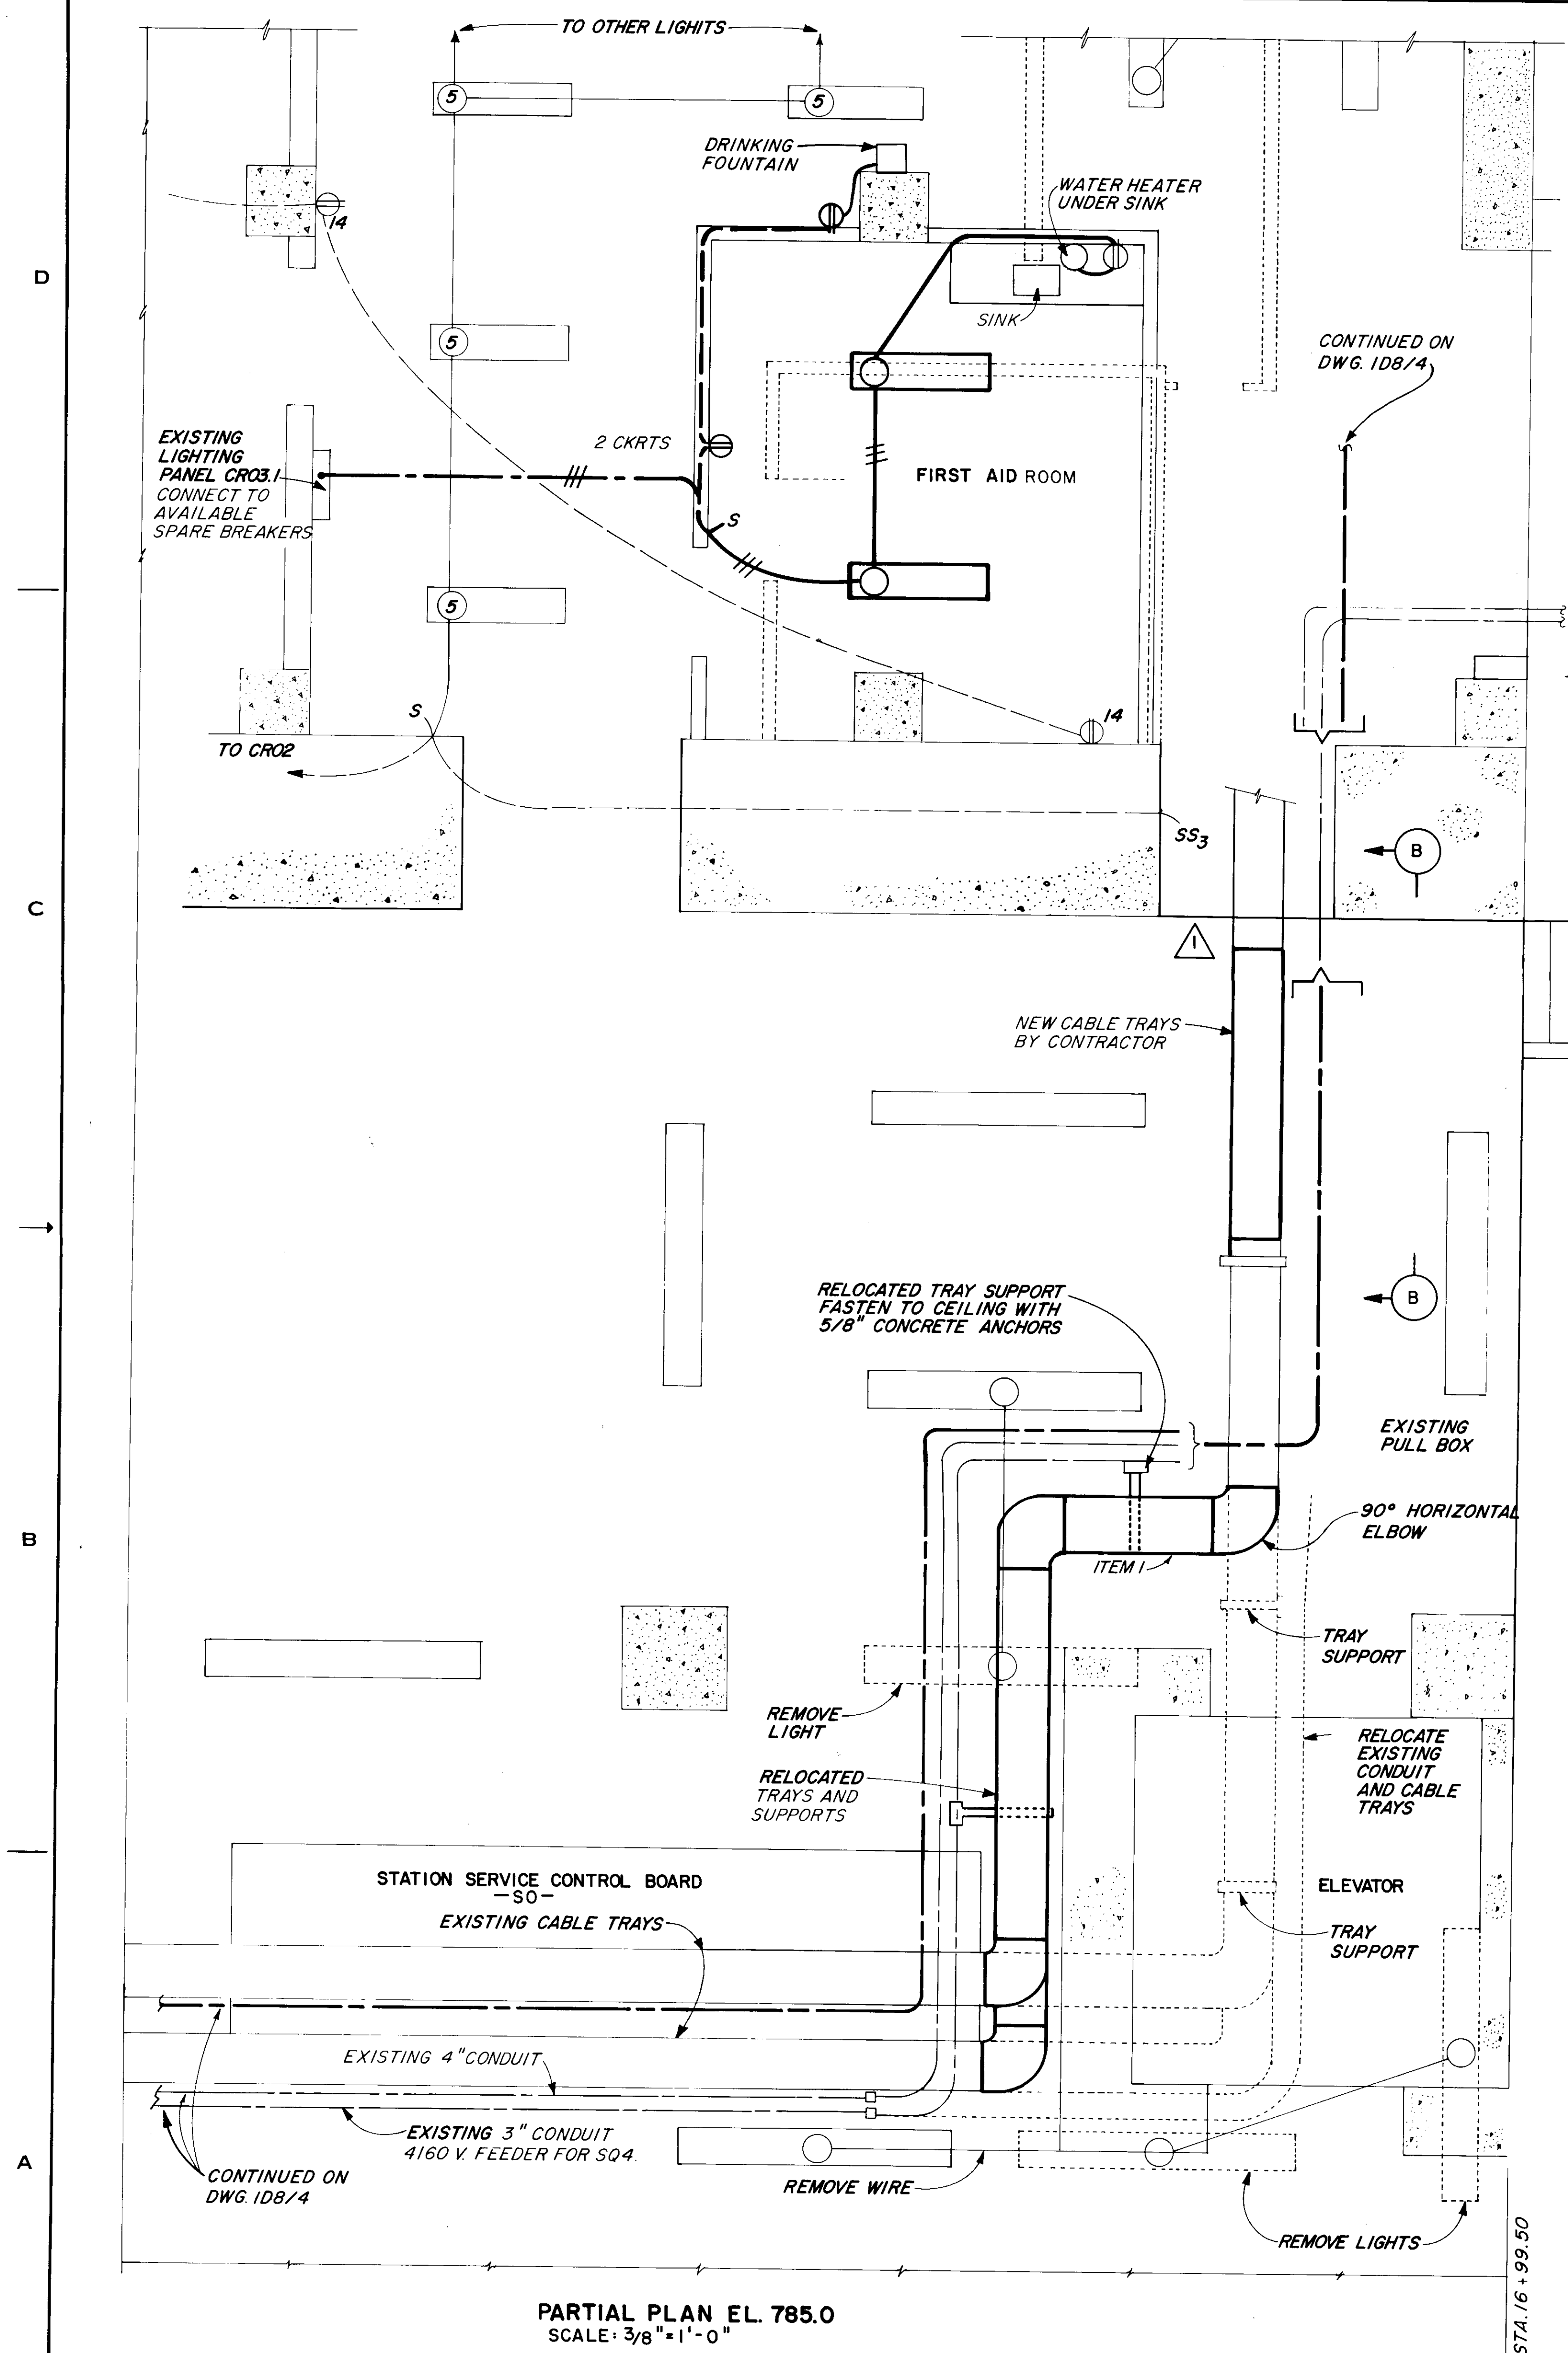 TO OTHER LIGHITS
5
5
DRINKING
FOUNTAIN
WATER HEATER
UNDER SINK
14
D
SINK
5
CONTINUED ON
DWG. 1D8/4
EXISTING
LIGHTING
PANEL CR03.1
CONNECT TO
AVAILABLE
SPARE BREAKERS
2 CKRTS
FIRST AID ROOM
S
5
S
14
TO CR02
SS3
B
C
1
NEW CABLE TRAYS
BY CONTRACTOR
RELOCATED TRAY SUPPORT
FASTEN TO CEILING WITH
5/8" CONCRETE ANCHORS
B
EXISTING
PULL BOX
90° HORIZONTAL
ELBOW
B
ITEM 1
TRAY
SUPPORT
REMOVE
LIGHT
RELOCATE
EXISTING
CONDUIT
AND CABLE
TRAYS
RELOCATED
TRAYS AND
SUPPORTS
STATION SERVICE CONTROL BOARD
—SO—
EXISTING CABLE TRAYS
ELEVATOR
TRAY
SUPPORT
EXISTING 4" CONDUIT
EXISTING 3" CONDUIT
4160 V. FEEDER FOR SQ4.
A
CONTINUED ON
DWG. 1D8/4
REMOVE WIRE
REMOVE LIGHTS
STA. 16 + 99.50
PARTIAL PLAN EL. 785.0
SCALE: 3/8" = 1'-0"